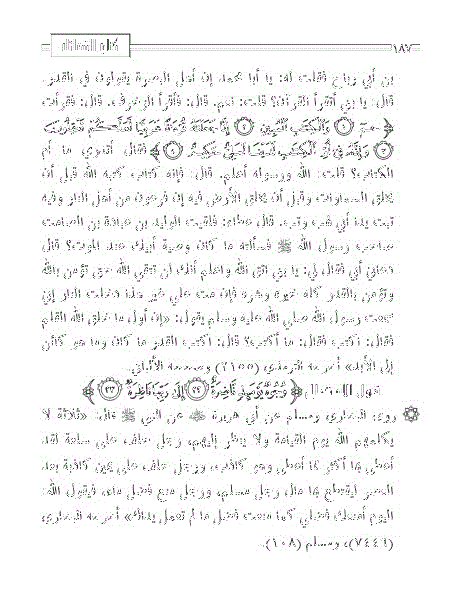 ١٨٧
بن أبي رباح فقلت له: يا أبا محمد إن أهل البصرة يقولون في القدر.
قال: يا بني أتقرأ القرآن؟ قلت: نعم. قال: فاقرأ الزخرف. قال: فقرأت
﴿حمٓ ۝١ وَالْكِتَابِ الْمُبِينِ ۝٢ إِنَّا جَعَلْنَاهُ قُرْآنًا عَرَبِيًّا لَعَلَّكُمْ تَعْقِلُونَ
۝٣ وَإِنَّهُ فِي أُمِّ الْكِتَابِ لَدَيْنَا لَعَلِيٌّ حَكِيمٌ ۝٤﴾ فقال أتدري ما أم
الكتاب؟ قلت: الله ورسوله أعلم. قال: فإنه كتاب كتبه الله قبل أن
يخلق السماوات وقبل أن يخلق الأرض فيه إن فرعون من أهل النار وفيه
تبت يدا أبي لهب وتب. قال عطاء: فلقيت الوليد بن عبادة بن الصامت
صاحب رسول الله ﷺ فسألته ما كان وصية أبيك عند الموت؟ قال
دعاني أبي فقال لي: يا بني اتق الله واعلم أنك لن تتقي الله حتى تؤمن بالله
وتؤمن بالقدر كله خيره وشره فإن مت على غير هذا دخلت النار إني
سمعت رسول الله صلى الله عليه وسلم يقول: «إن أول ما خلق الله القلم
فقال: اكتب فقال: ما أكتب؟ قال: اكتب القدر ما كان وما هو كائن
إلى الأبد» أخرجه الترمذي (٢١٥٥) وصححه الألباني.
﴿وُجُوهٌ يَوْمَئِذٍ نَاضِرَةٌ ۝٢٢ إِلَى رَبِّهَا نَاظِرَةٌ ۝٢٣﴾
روى البخاري ومسلم عن أبي هريرة ﷺ عن النبي ﷺ قال: «ثلاثة لا
يكلمهم الله يوم القيامة ولا ينظر إليهم، رجل حلف على سلعة لقد
أعطى بها أكثر مما أعطى وهو كاذب، ورجل حلف على يمين كاذبة بعد
العصر ليقتطع بها مال رجل مسلم، ورجل منع فضل ماء، فيقول الله:
اليوم أمنعك فضلي كما منعت فضل ما لم تعمل يداك» أخرجه البخاري
(٧٤٤٦)، ومسلم (١٠٨).